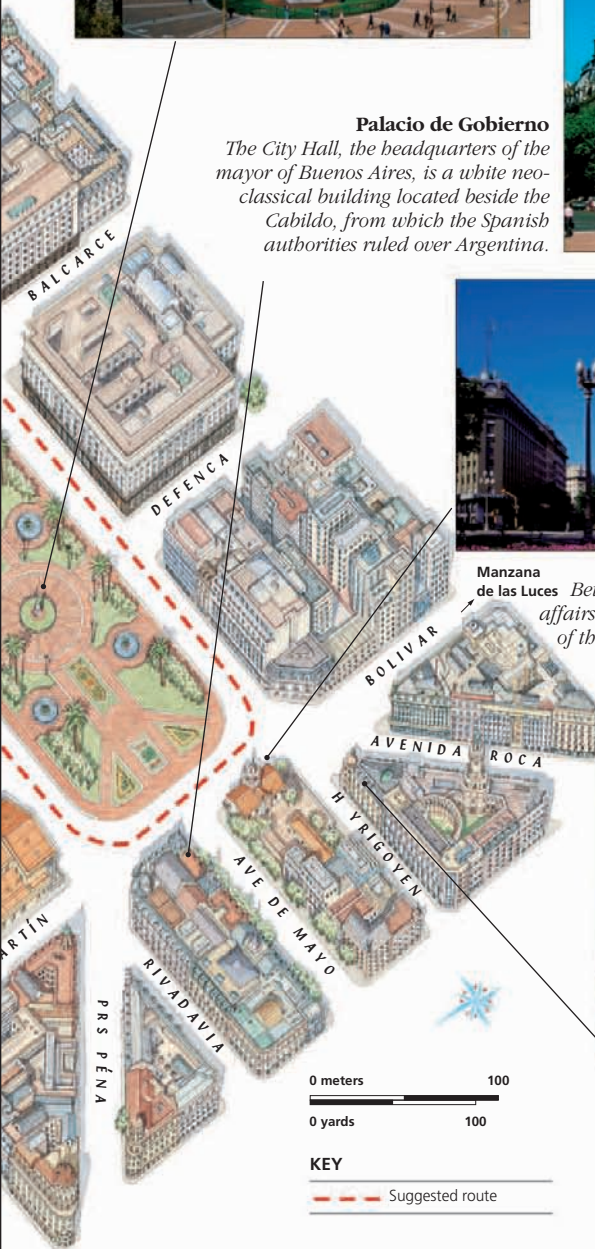 Palacio de Gobierno
The City Hall, the headquarters of the
mayor of Buenos Aires, is a white neo-
classical building located beside the
Cabildo, from which the Spanish
authorities ruled over Argentina.
BALCARCE
DEFENCA
Manzana
de las Luces
affairs
of th
BOLIVAR
AVENIDA ROCA
H YRIGOYEN
AVE DE MAYO
ARTÍN
RIVADAVIA
PRS PÉNA
0 meters 100
0 yards 100
KEY
Suggested route